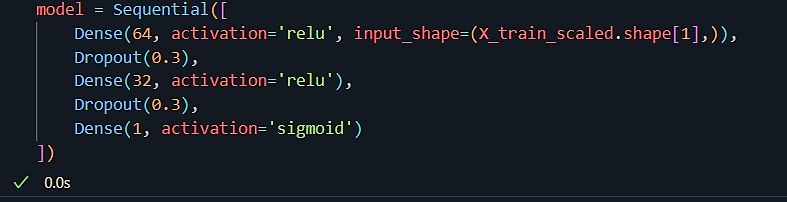 model = Sequential([
    Dense(64, activation='relu', input_shape=(X_train_scaled.shape[1],)),
    Dropout(0.3),
    Dense(32, activation='relu'),
    Dropout(0.3),
    Dense(1, activation='sigmoid')
])
✓ 0.0s